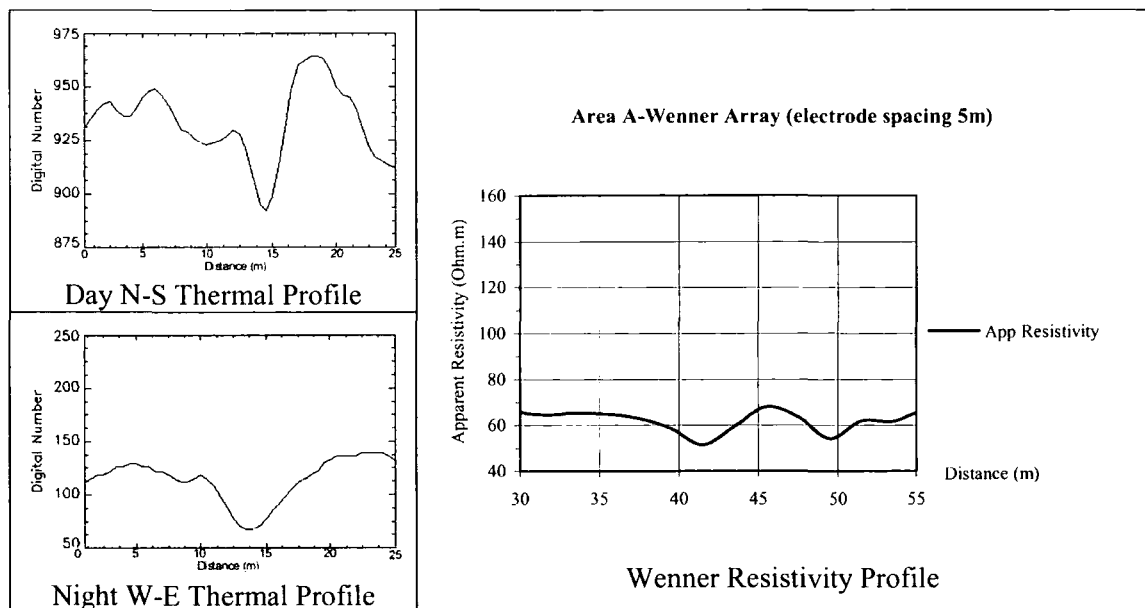 975
950
925
900
875
Digital Number
0 5 10 15 20 25
Distance (m)
Day N-S Thermal Profile
250
200
150
100
50
Digital Number
0 5 10 15 20 25
Distance (m)
Night W-E Thermal Profile
Area A-Wenner Array (electrode spacing 5m)
160
140
120
100
80
60
40
Apparent Resistivity (Ohm.m)
30 35 40 45 50 55
Distance (m)
App Resistivity
Wenner Resistivity Profile